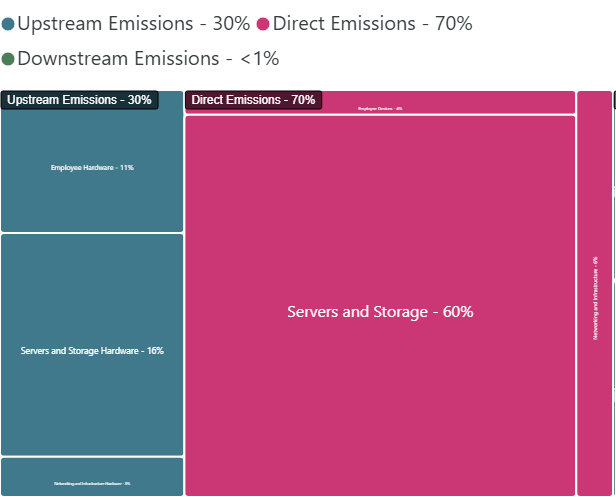 Upstream Emissions - 30% Direct Emissions - 70%
Downstream Emissions - <1%
Upstream Emissions - 30%
Direct Emissions - 70%
Employee Devices - 4%
Employee Hardware - 11%
Servers and Storage - 60%
Networking and Infrastructure - 6%
Servers and Storage Hardware - 16%
Networking and Infrastructure Hardware - 3%